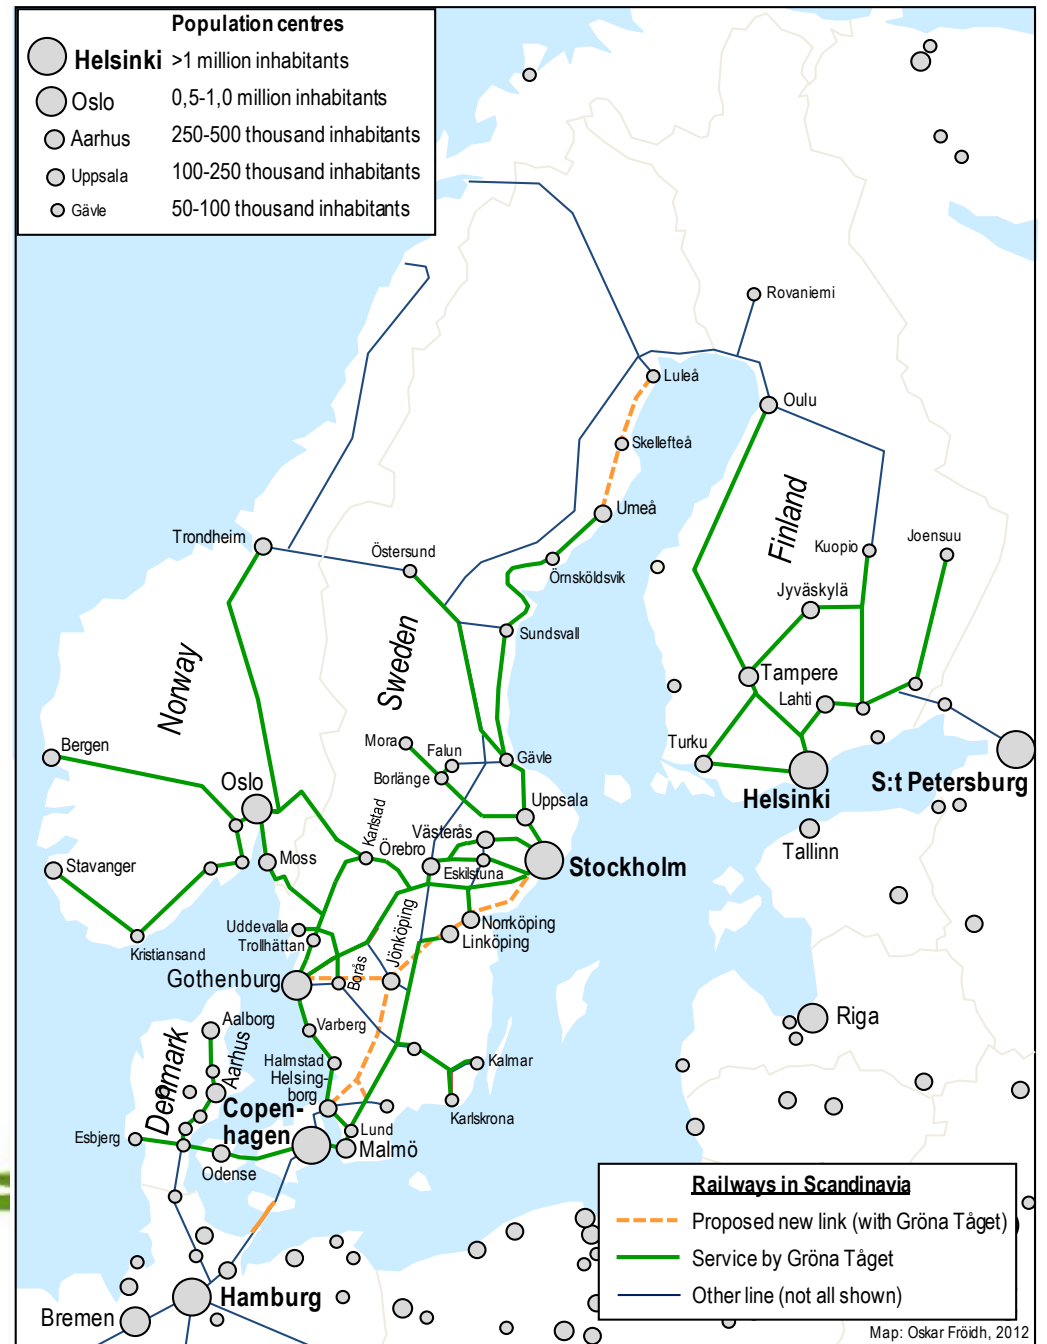 Population centres
Helsinki >1 million inhabitants
Oslo 0,5-1,0 million inhabitants
Aarhus 250-500 thousand inhabitants
Uppsala 100-250 thousand inhabitants
Gävle 50-100 thousand inhabitants
Rovaniemi
Luleå
Oulu
Skellefteå
Umeå
Finland
Trondheim
Östersund
Örnsköldsvik
Kuopio
Joensuu
Jyväskylä
Sundsvall
Norway
Sweden
Tampere
Lahti
Bergen
Mora
Falun
Gävle
Borlänge
Turku
Oslo
Helsinki
S:t Petersburg
Uppsala
Karlstad
Västerås
Örebro
Tallinn
Stavanger
Moss
Eskilstuna
Stockholm
Uddevalla
Trollhättan
Norrköping
Linköping
Kristiansand
Jönköping
Gothenburg
Borås
Aalborg
Varberg
Riga
Denmark
Aarhus
Halmstad
Helsing-
borg
Kalmar
Copen-
hagen
Karlskrona
Lund
Malmö
Esbjerg
Odense
Hamburg
Bremen
Railways in Scandinavia
Proposed new link (with Gröna Tåget)
Service by Gröna Tåget
Other line (not all shown)
Map: Oskar Fröidh, 2012